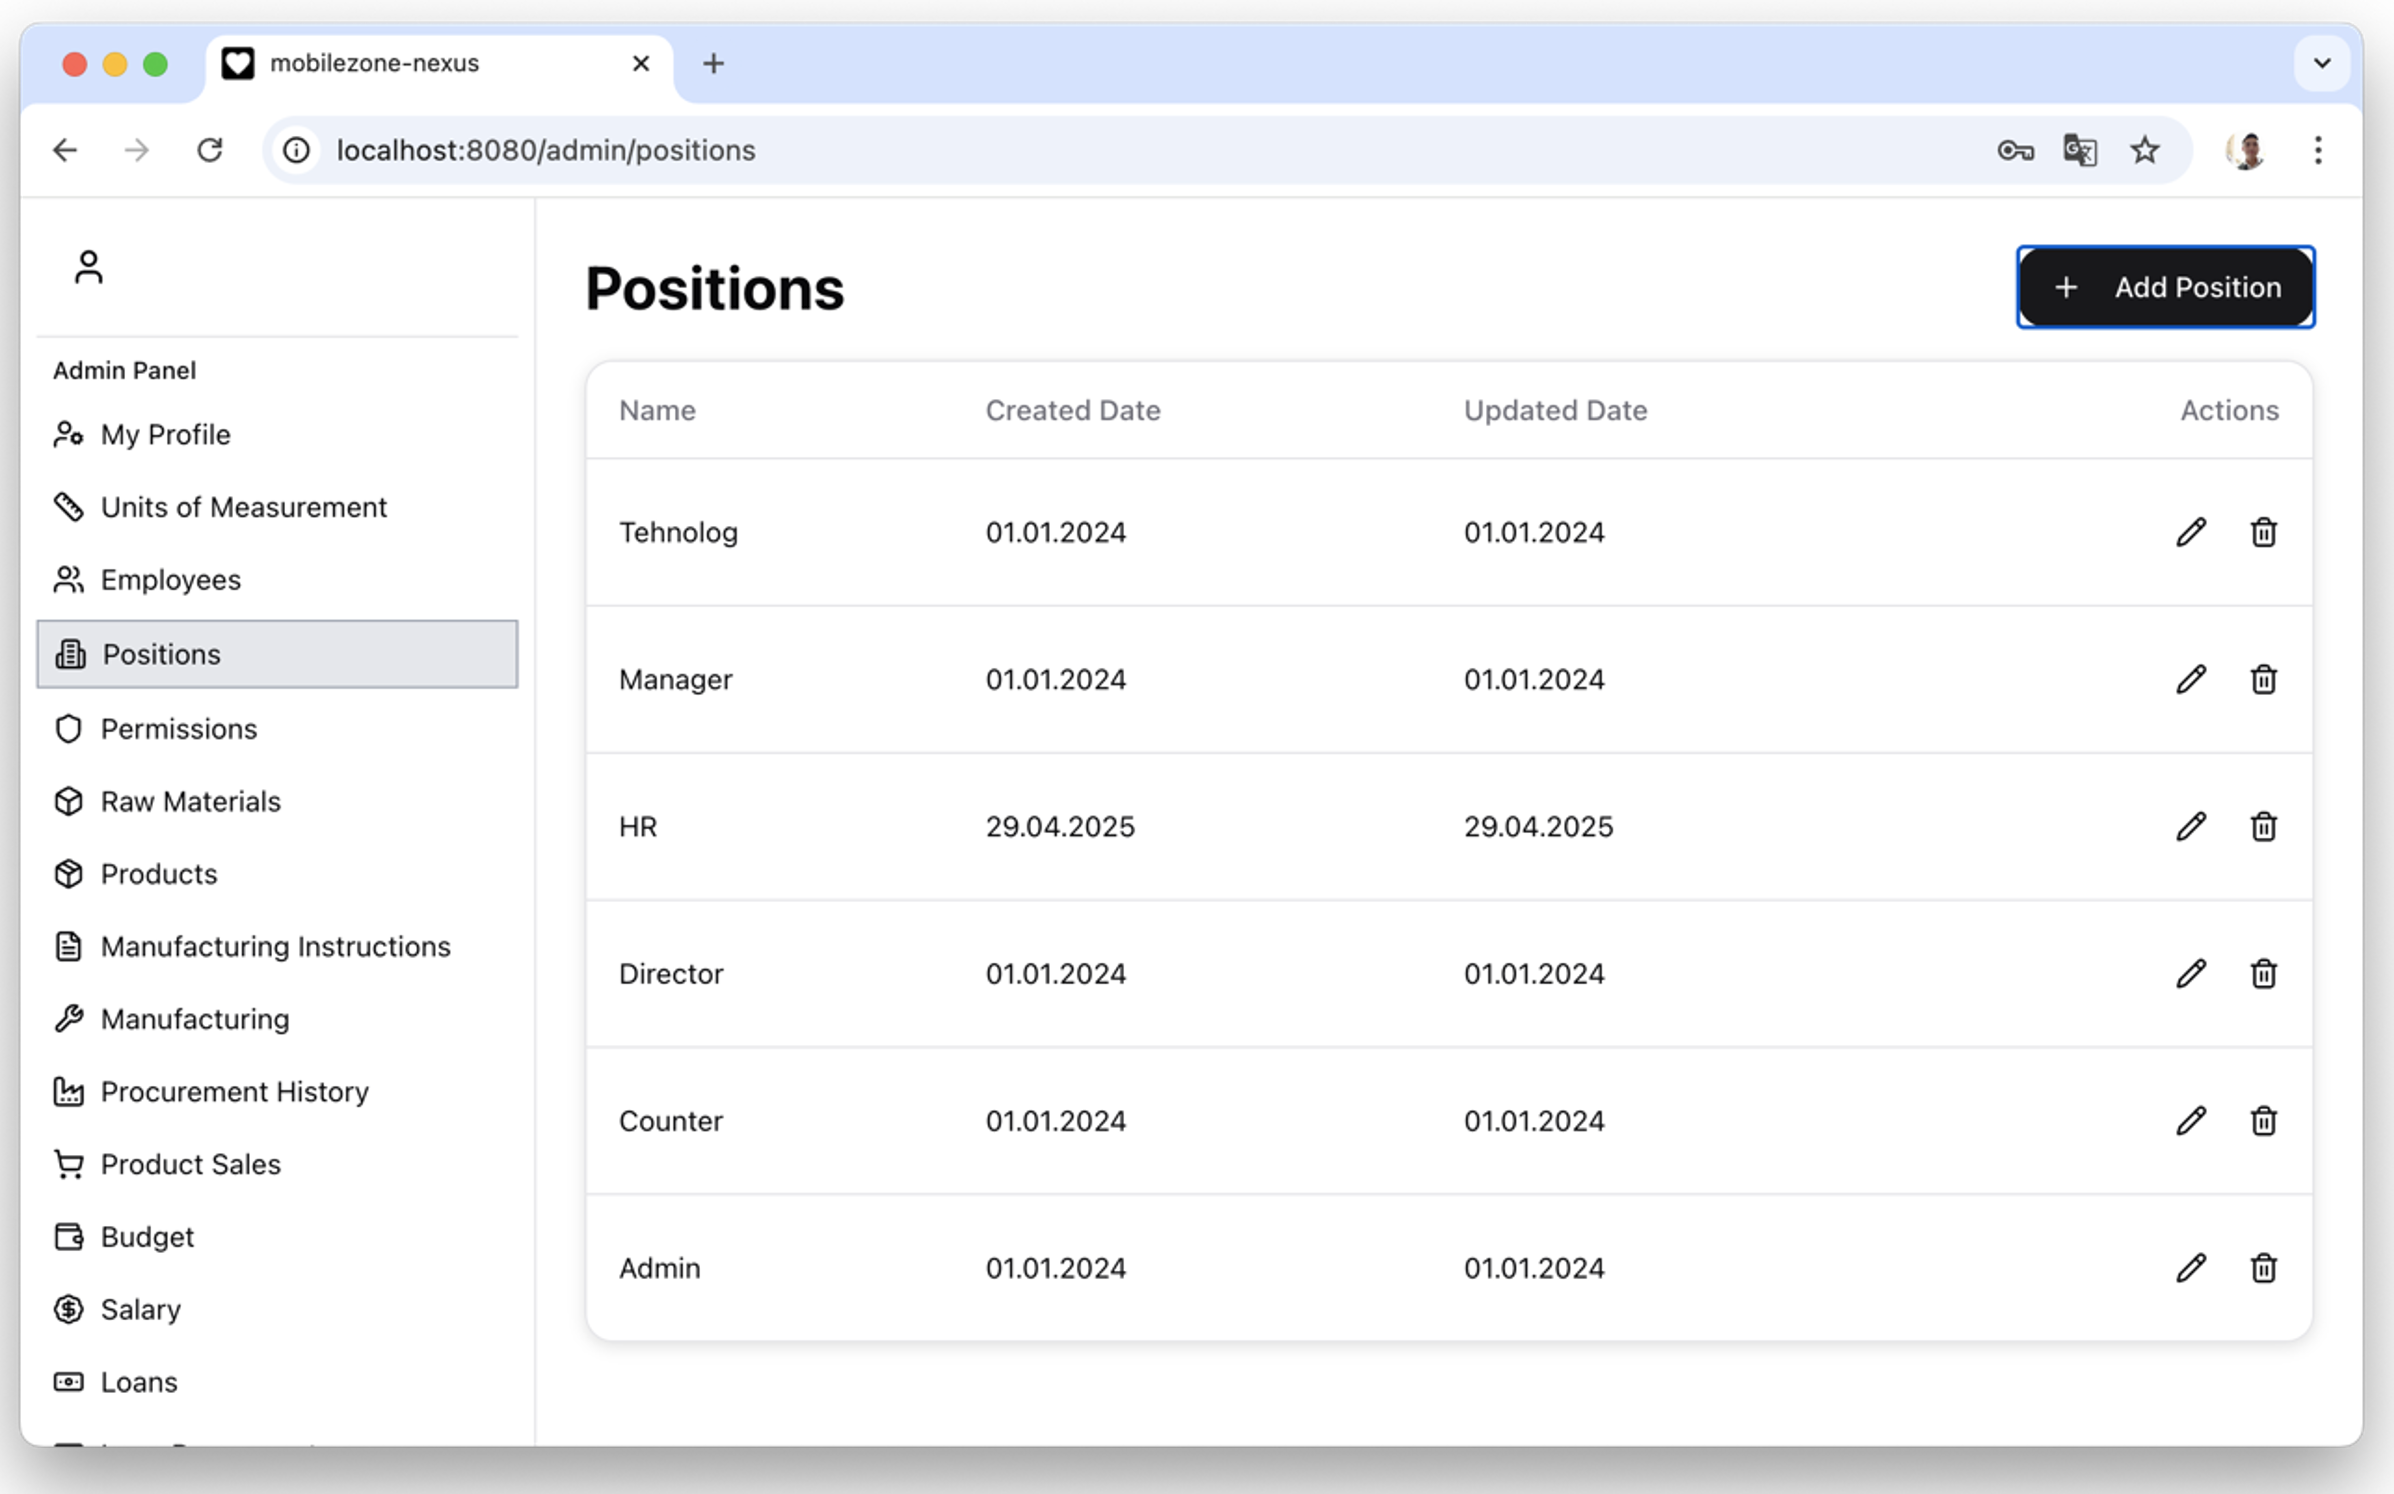 mobilezone-nexus
localhost:8080/admin/positions
Admin Panel
My Profile
Units of Measurement
Employees
Positions
Permissions
Raw Materials
Products
Manufacturing Instructions
Manufacturing
Procurement History
Product Sales
Budget
Salary
Loans
Positions
Add Position
Name Created Date Updated Date Actions
Tehnolog 01.01.2024 01.01.2024
Manager 01.01.2024 01.01.2024
HR 29.04.2025 29.04.2025
Director 01.01.2024 01.01.2024
Counter 01.01.2024 01.01.2024
Admin 01.01.2024 01.01.2024